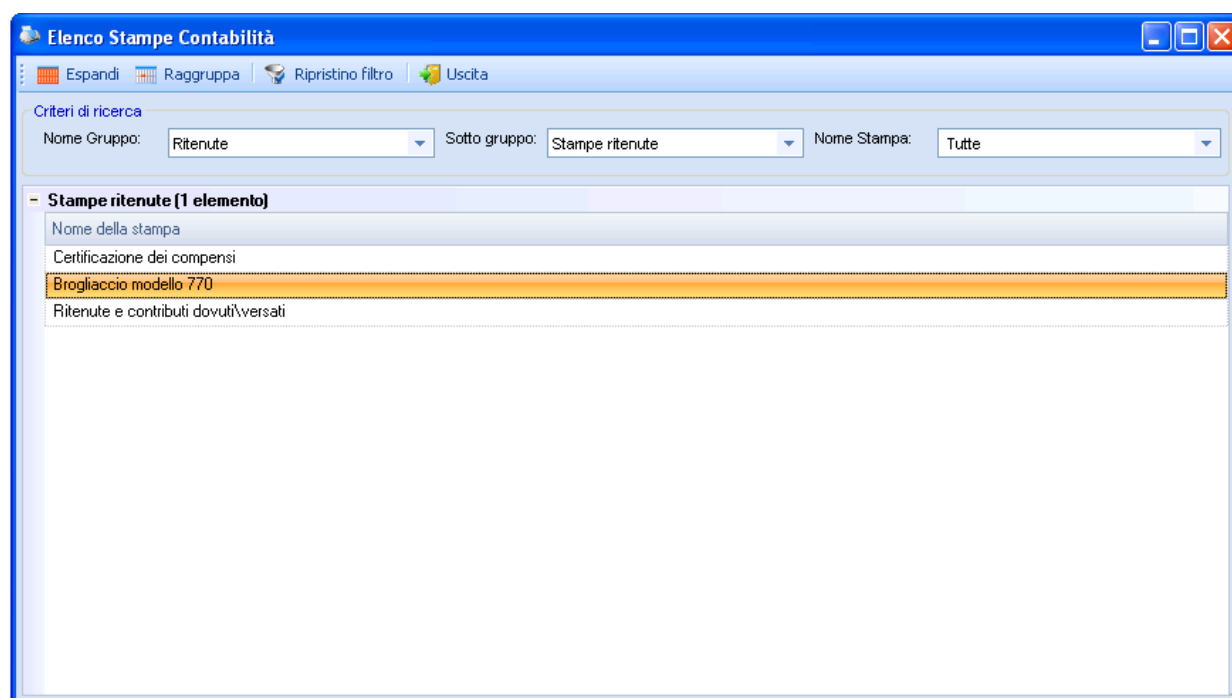 Elenco Stampe Contabilità
Espandi Raggruppa Ripristino filtro Uscita
Criteri di ricerca
Nome Gruppo: Ritenute Sotto gruppo: Stampe ritenute Nome Stampa: Tutte
Stampe ritenute (1 elemento)
Nome della stampa
Certificazione dei compensi
Brogliaccio modello 770
Ritenute e contributi dovuti\versati